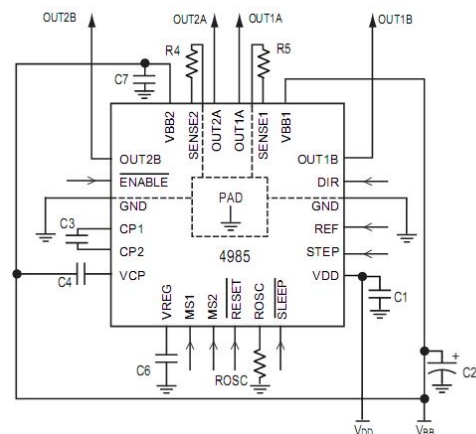 OUT2B
OUT2A
OUT1A
OUT1B
R4
R5
C7
VBB2
SENSE2
OUT2A
OUT1A
SENSE1
VBB1
OUT2B
OUT1B
ENABLE
DIR
GND
GND
PAD
C3
CP1
REF
CP2
STEP
4985
C4
VCP
VDD
C1
VREG
MS1
MS2
RESET
ROSC
SLEEP
C6
ROSC
C2
+
VDD
VBB